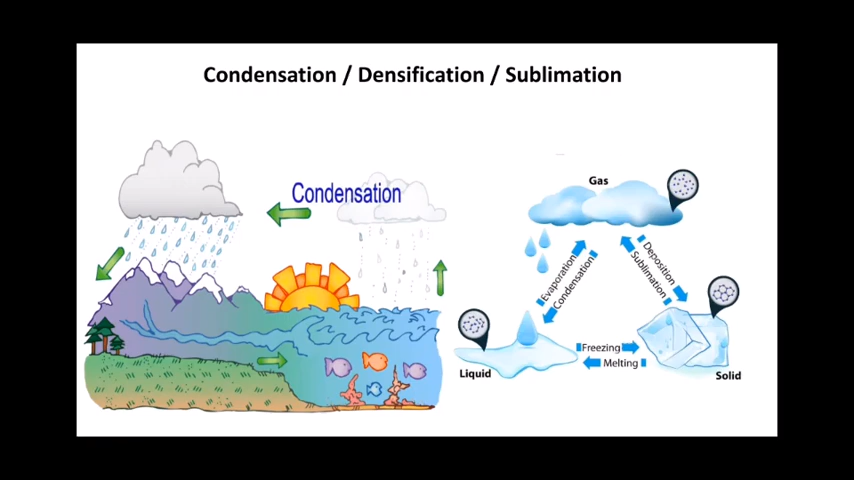 Condensation / Densification / Sublimation
Condensation
Gas
Evaporation
Condensation
Deposition
Sublimation
Freezing
Melting
Liquid
Solid